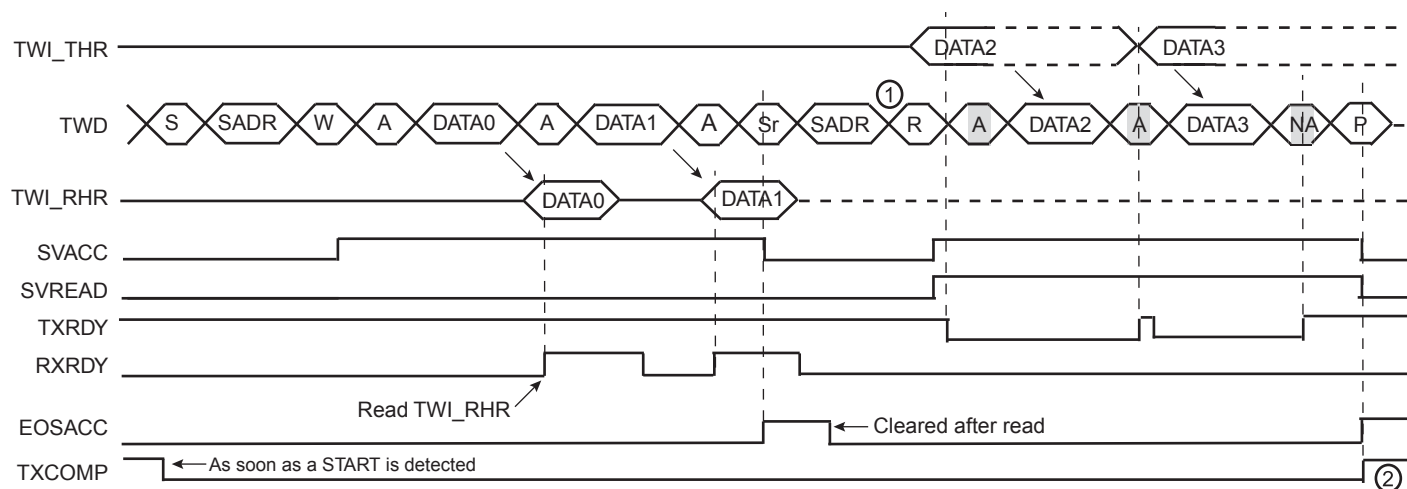 TWI_THR DATA2 DATA3
①
TWD S SADR W A DATA0 A DATA1 A Sr SADR R A DATA2 A DATA3 NA P
TWI_RHR DATA0 DATA1
SVACC
SVREAD
TXRDY
RXRDY
Read TWI_RHR
EOSACC Cleared after read
TXCOMP As soon as a START is detected ②